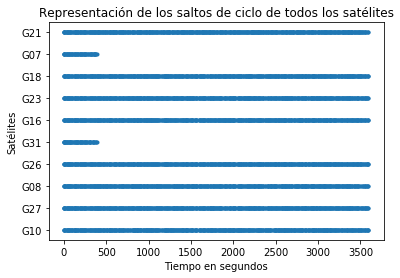 Representación de los saltos de ciclo de todos los satélites
Satélites
G21
G07
G18
G23
G16
G31
G26
G08
G27
G10
0 500 1000 1500 2000 2500 3000 3500
Tiempo en segundos